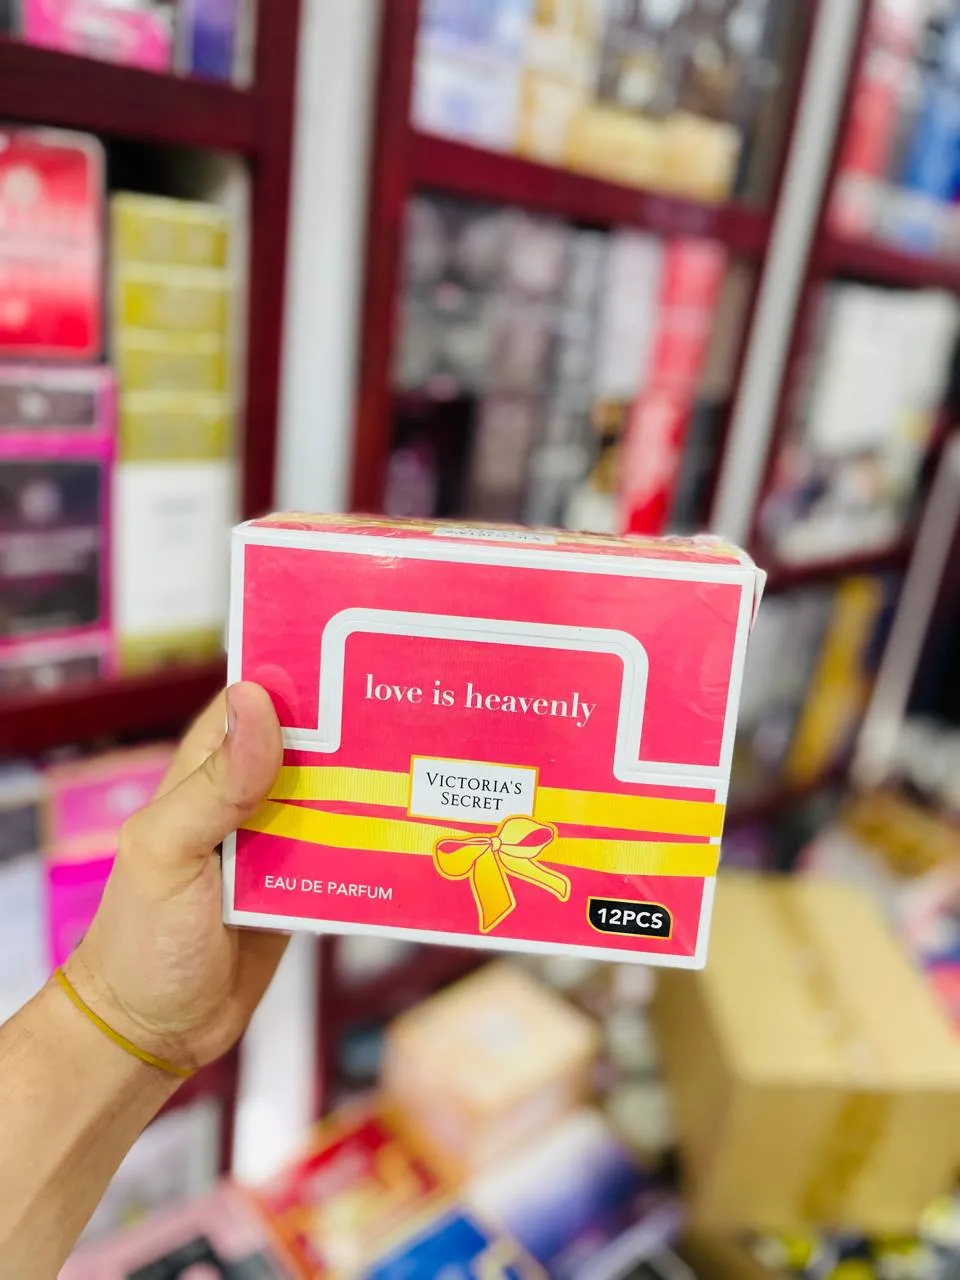 love is heavenly
VICTORIA'S
SECRET
EAU DE PARFUM
12PCS